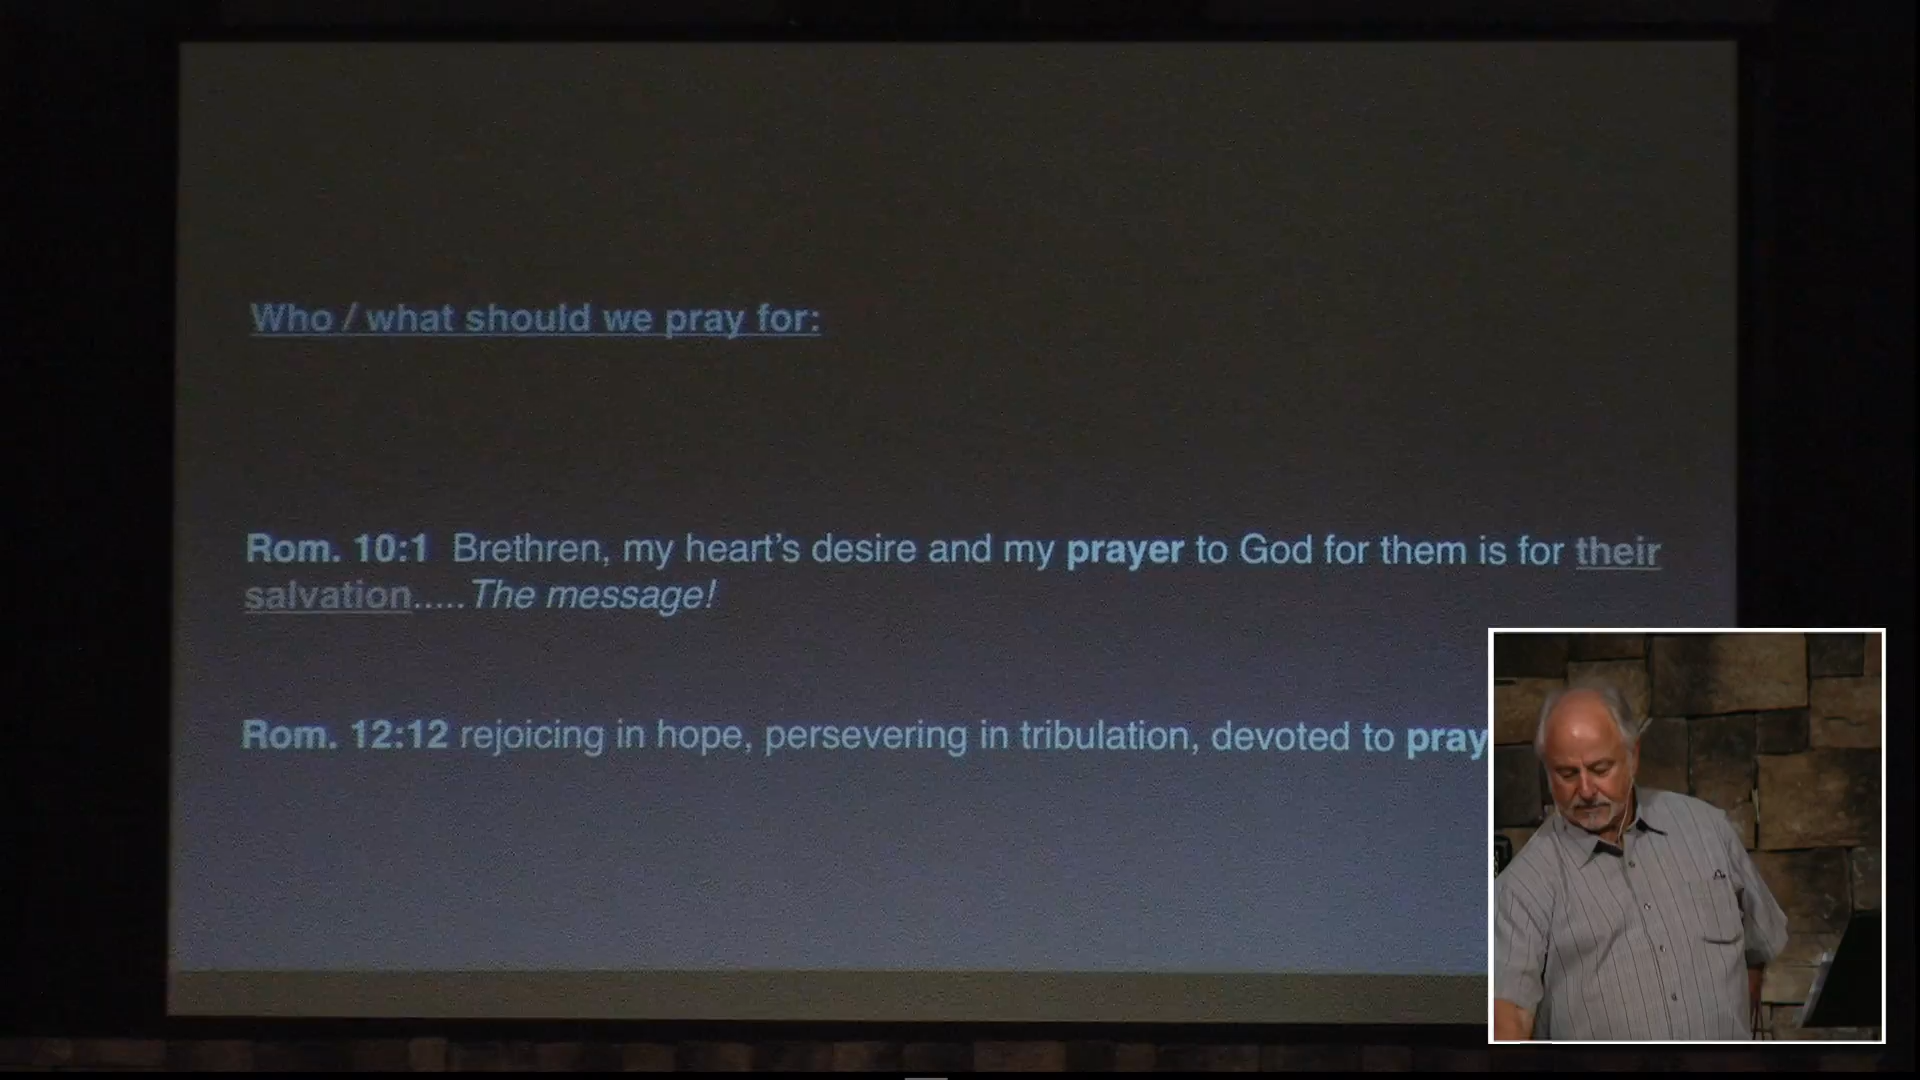 Who / what should we pray for:
Rom. 10:1 Brethren, my heart's desire and my prayer to God for them is for their
salvation.....The message!
Rom. 12:12 rejoicing in hope, persevering in tribulation, devoted to pray